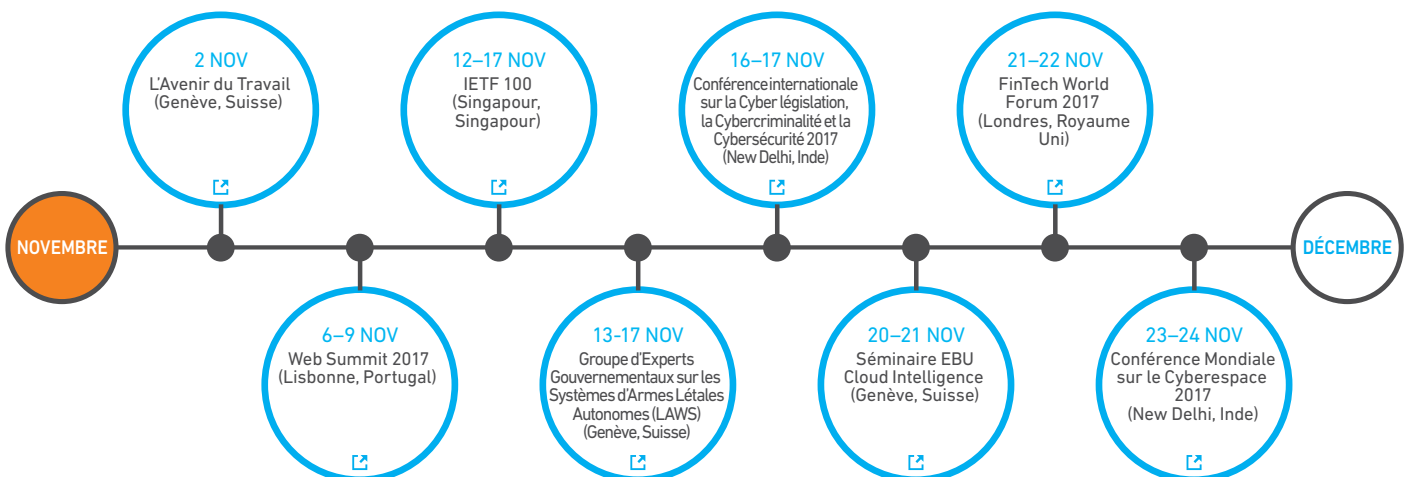 NOVEMBRE
2 NOV
L'Avenir du Travail
(Genève, Suisse)
6–9 NOV
Web Summit 2017
(Lisbonne, Portugal)
12–17 NOV
IETF 100
(Singapour,
Singapour)
13-17 NOV
Groupe d'Experts
Gouvernementaux sur les
Systèmes d'Armes Létales
Autonomes (LAWS)
(Genève, Suisse)
16–17 NOV
Conférence internationale
sur la Cyber législation,
la Cybercriminalité et la
Cybersécurité 2017
(New Delhi, Inde)
20–21 NOV
Séminaire EBU
Cloud Intelligence
(Genève, Suisse)
21–22 NOV
FinTech World
Forum 2017
(Londres, Royaume
Uni)
23–24 NOV
Conférence Mondiale
sur le Cyberespace
2017
(New Delhi, Inde)
DÉCEMBRE